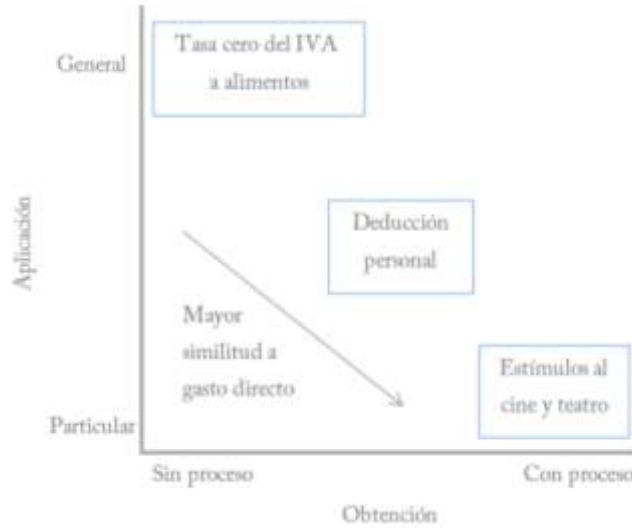 Tasa cero del IVA
a alimentos
General
Aplicación
Deducción
personal
Mayor
similitud a
gasto directo
Estímulos al
cine y teatro
Particular
Sin proceso
Con proceso
Obtención